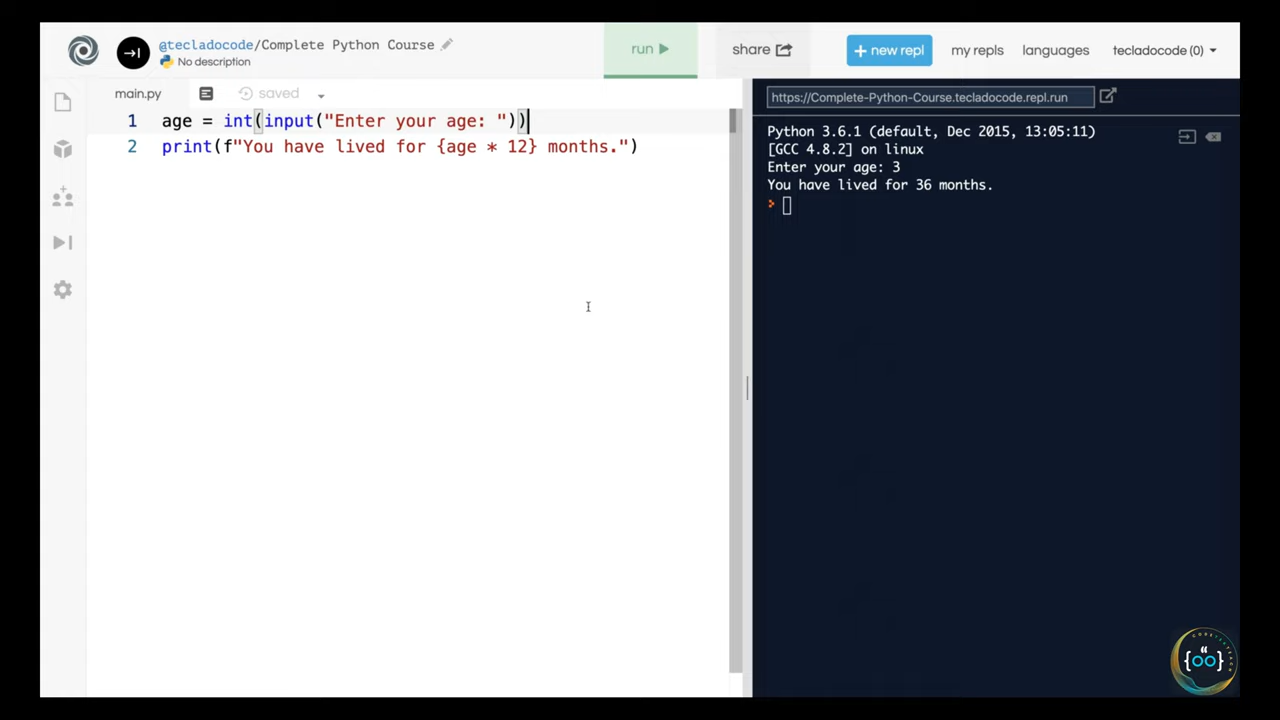 @tecladocode/Complete Python Course
No description
run
share
+ new repl
my repls
languages
tecladocode (0)
main.py
saved
1 age = int(input("Enter your age: "))
2 print(f"You have lived for {age * 12} months.")
https://Complete-Python-Course.tecladocode.repl.run
Python 3.6.1 (default, Dec 2015, 13:05:11)
[GCC 4.8.2] on linux
Enter your age: 3
You have lived for 36 months.